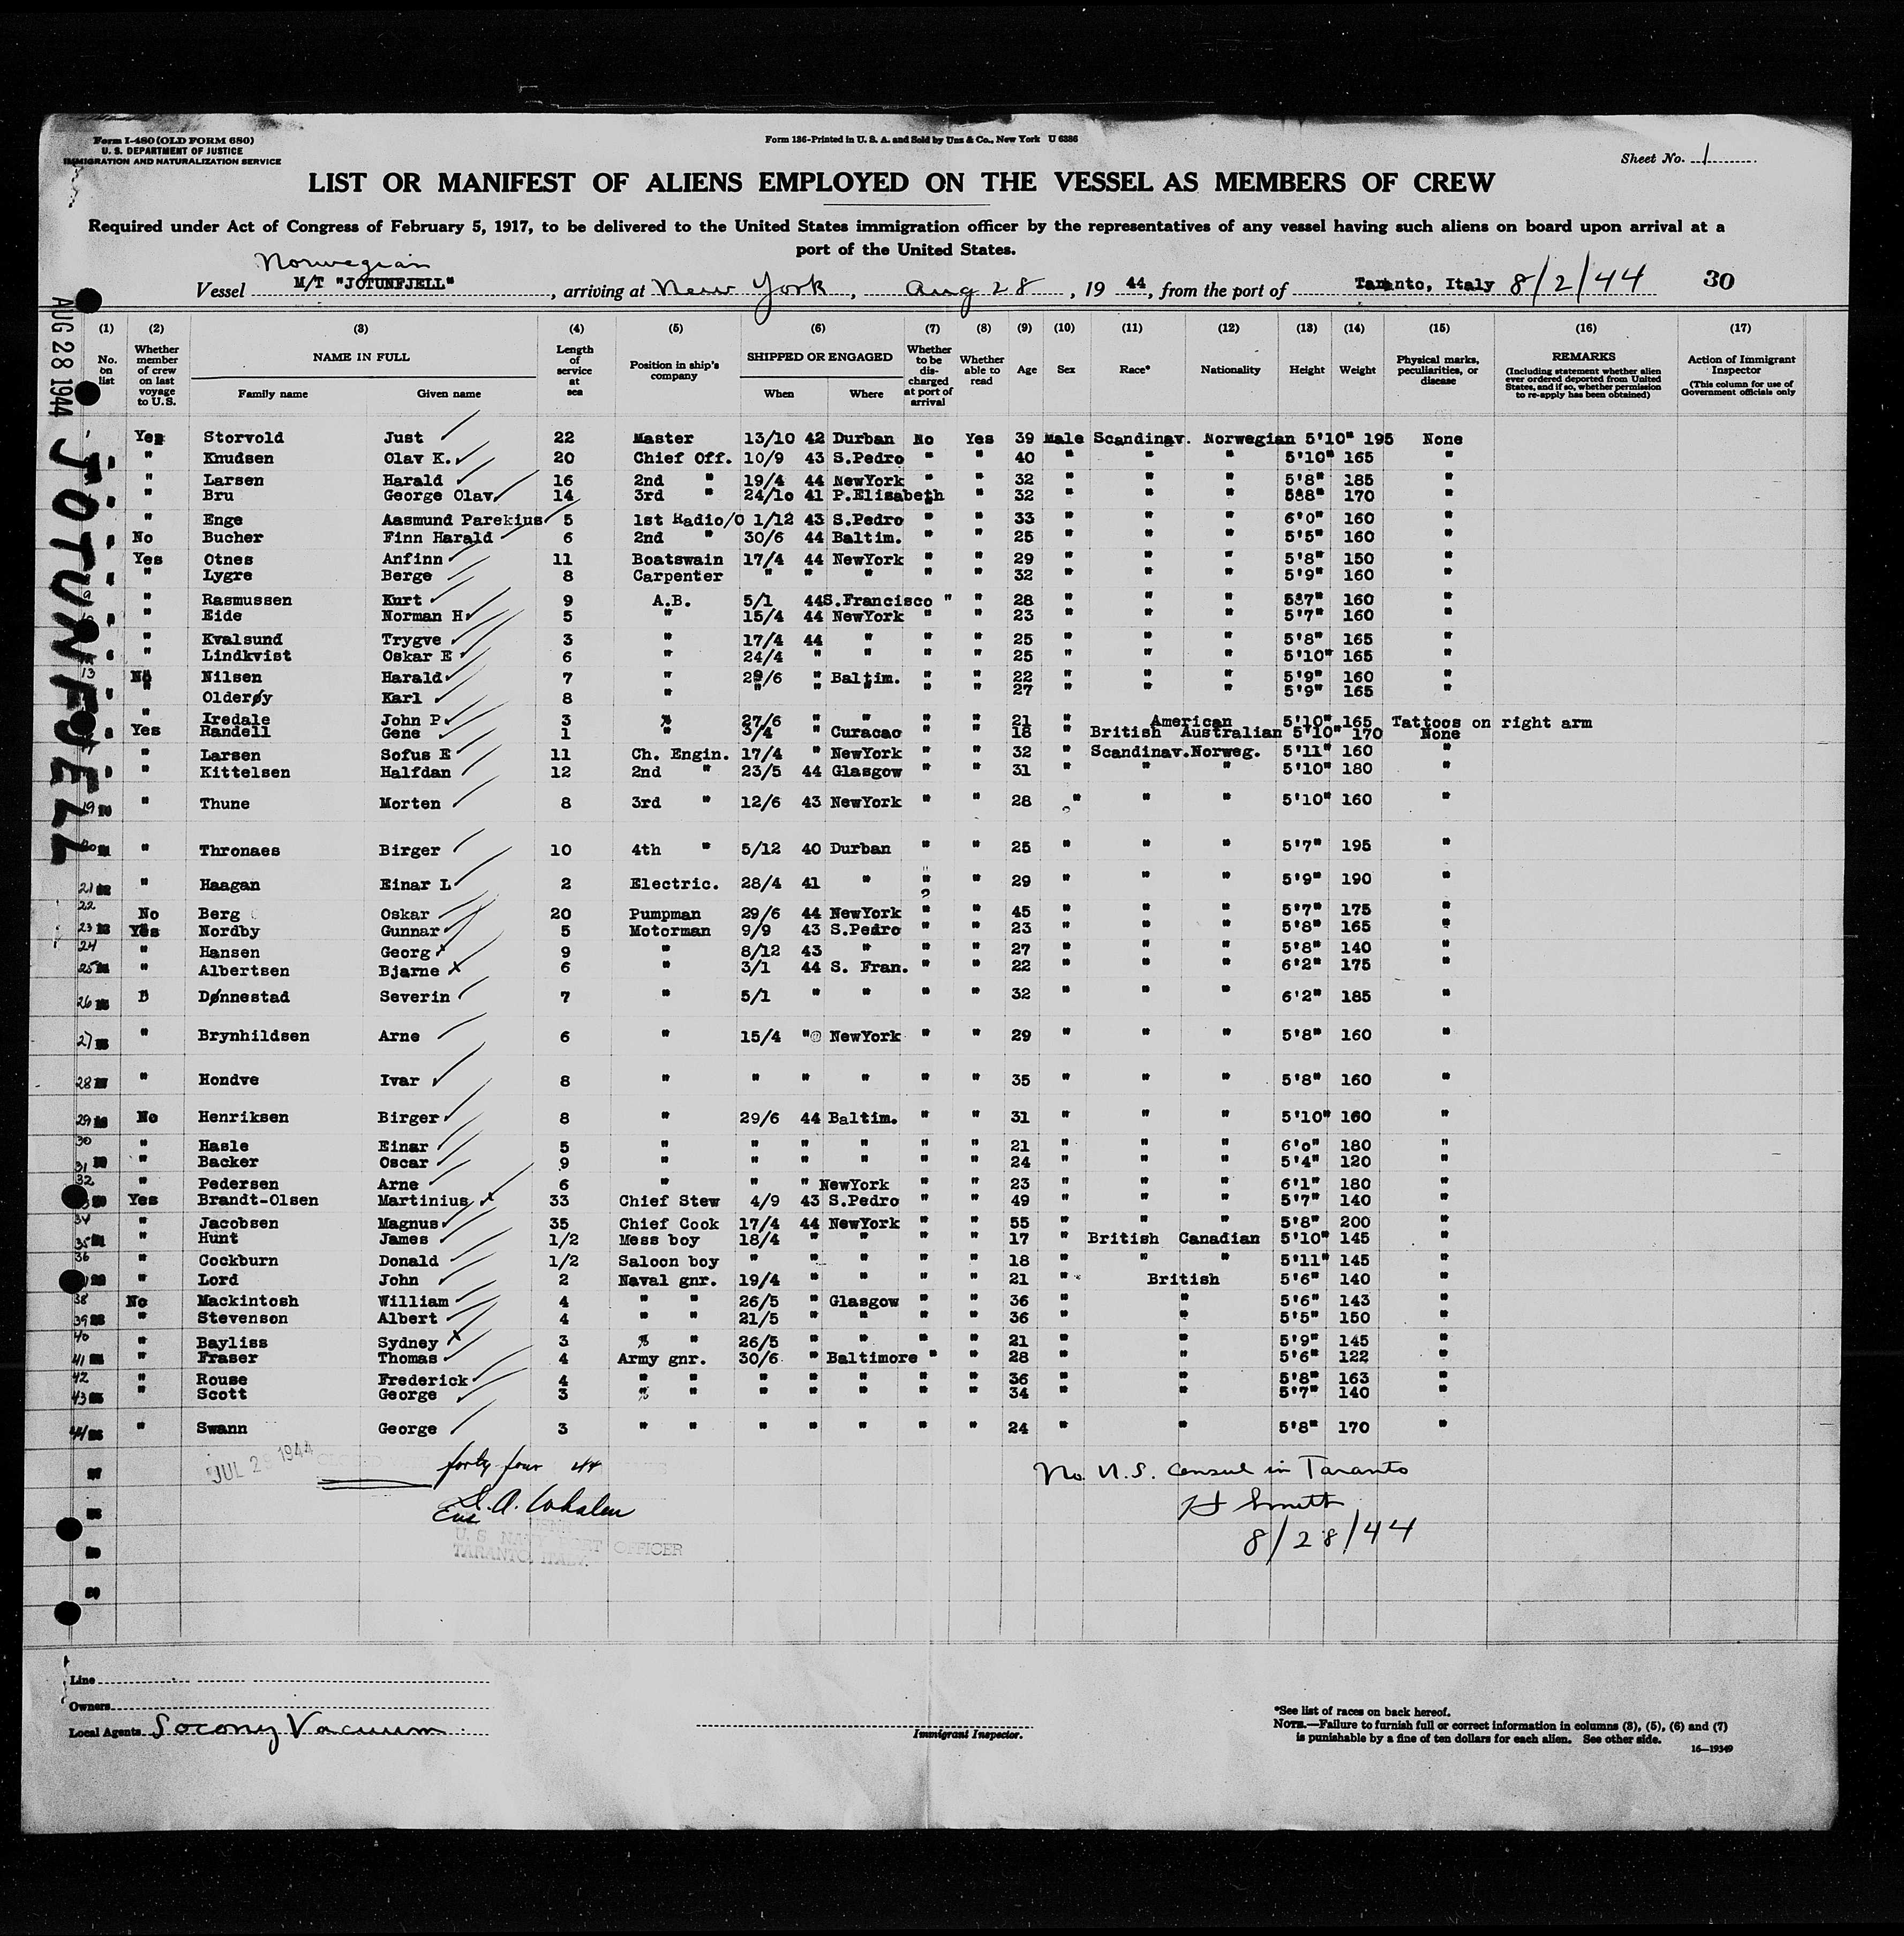 Form I-480 (OLD FORM 680)
U. S. DEPARTMENT OF JUSTICE
IMMIGRATION AND NATURALIZATION SERVICE
Form 136-Printed in U. S. A. and Sold by Unz & Co., New York U 6386
Sheet No. 1
LIST OR MANIFEST OF ALIENS EMPLOYED ON THE VESSEL AS MEMBERS OF CREW
Required under Act of Congress of February 5, 1917, to be delivered to the United States immigration officer by the representatives of any vessel having such aliens on board upon arrival at a
port of the United States.
Norwegian
Vessel M/T "JOTUNFJELL", arriving at New York, Aug 28, 19 44, from the port of Taranto, Italy 8/2/44 30
AUG 28 1944 JOTUNFJELL
(1) (2) (3) (4) (5) (6) (7) (8) (9) (10) (11) (12) (13) (14) (15) (16) (17)
No. on list
Whether member of crew on last voyage to U.S.
NAME IN FULL
Family name Given name
Length of service at sea
Position in ship's company
SHIPPED OR ENGAGED
When Where
Whether to be discharged at port of arrival
Whether able to read
Age Sex Race* Nationality Height Weight
Physical marks, peculiarities, or disease
REMARKS
(Including statement whether alien ever ordered deported from United States, and if so, whether permission to re-apply has been obtained)
Action of Immigrant Inspector
(This column for use of Government officials only
1 Yes Storvold Just 22 Master 13/10 42 Durban No Yes 39 Male Scandinav. Norwegian 5'10" 195 None
" Knudsen Olav K. 20 Chief Off. 10/9 43 S.Pedro " " 40 " " " 5'10" 165 "
" Larsen Harald 16 2nd " 19/4 44 NewYork " " 32 " " " 5'8" 185 "
" Bru George Olav 14 3rd " 24/10 41 P.Elisabeth " " 32 " " " 588" 170 "
" Enge Aasmund Parekius 5 1st Radio/O 1/12 43 S.Pedro " " 33 " " " 6'0" 160 "
No Bucher Finn Harald 6 2nd " 30/6 44 Baltim. " " 25 " " " 5'5" 160 "
Yes Otnes Anfinn 11 Boatswain 17/4 44 NewYork " " 29 " " " 5'8" 150 "
" Lygre Berge 8 Carpenter " " " " " 32 " " " 5'9" 160 "
9 " Rasmussen Kurt 9 A.B. 5/1 44S.Francisco " " 28 " " " 587" 160 "
" Eide Norman H. 5 " 15/4 44 NewYork " " 23 " " " 5'7" 160 "
" Kvalsund Trygve 3 " 17/4 44 " " " 25 " " " 5'8" 165 "
" Lindkvist Oskar E 6 " 24/4 " " " " 25 " " " 5'10" 165 "
13 No Nilsen Harald 7 " 29/6 " Baltim. " " 22 " " " 5'9" 160 "
" Olderøy Karl 8 " " " " " " 27 " " " 5'9" 165 "
" Iredale John P. 3 " 27/6 " " " " 21 " American 5'10" 165 Tattoos on right arm
Yes Randell Gene 1 " 3/4 " Curacao " " 18 " British Australian 5'10" 170 None
" Larsen Sofus E 11 Ch. Engin. 17/4 " NewYork " " 32 " Scandinav.Norweg. 5'11" 160 "
" Kittelsen Halfdan 12 2nd " 23/5 44 Glasgow " " 31 " " " 5'10" 180 "
19 " Thune Morten 8 3rd " 12/6 43 NewYork " " 28 " " " 5'10" 160 "
20 " Thronaes Birger 10 4th " 5/12 40 Durban " " 25 " " " 5'7" 195 "
21 " Haagan Einar L 2 Electric. 28/4 41 " " " 29 " " " 5'9" 190 "
22 No Berg Oskar 20 Pumpman 29/6 44 NewYork " " 45 " " " 5'7" 175 "
23 Yes Nordby Gunnar 5 Motorman 9/9 43 S.Pedro " " 23 " " " 5'8" 165 "
24 " Hansen Georg 9 " 8/12 43 " " " 27 " " " 5'8" 140 "
25 " Albertsen Bjarne 6 " 3/1 44 S. Fran. " " 22 " " " 6'2" 175 "
26 " Dønnestad Severin 7 " 5/1 " " " " 32 " " " 6'2" 185 "
27 " Brynhildsen Arne 6 " 15/4 " NewYork " " 29 " " " 5'8" 160 "
28 " Hondve Ivar 8 " " " " " " 35 " " " 5'8" 160 "
29 No Henriksen Birger 8 " 29/6 44 Baltim. " " 31 " " " 5'10" 160 "
30 " Hasle Einar 5 " " " " " " 21 " " " 6'0" 180 "
31 " Backer Oscar 9 " " " " " " 24 " " " 5'4" 120 "
32 " Pedersen Arne 6 " " " NewYork " " 23 " " " 6'1" 180 "
Yes Brandt-Olsen Martinius 33 Chief Stew 4/9 43 S.Pedro " " 49 " " " 5'7" 140 "
34 " Jacobsen Magnus 35 Chief Cook 17/4 44 NewYork " " 55 " " " 5'8" 200 "
35 " Hunt James 1/2 Mess boy 18/4 " " " " 17 " British Canadian 5'10" 145 "
36 " Cockburn Donald 1/2 Saloon boy " " " " " 18 " " " 5'11" 145 "
" Lord John 2 Naval gnr. 19/4 " " " " 21 " British 5'6" 140 "
38 No Mackintosh William 4 " " 26/5 " Glasgow " " 36 " " 5'6" 143 "
39 " Stevenson Albert 4 " " 21/5 " " " " 36 " " 5'5" 150 "
40 " Bayliss Sydney 3 " " 26/5 " " " " 21 " " 5'9" 145 "
41 " Fraser Thomas 4 Army gnr. 30/6 " Baltimore " " 28 " " 5'6" 122 "
42 " Rouse Frederick 4 " " " " " " " 36 " " 5'8" 163 "
43 " Scott George 3 " " " " " " " 34 " " 5'7" 140 "
44 " Swann George 3 " " " " " " " 24 " " 5'8" 170 "
JUL 28 1944
forty four 44
S. A. Whalen
U. S. NAVY PORT OFFICER
TARANTO, ITALY
No U.S. Consul in Taranto
H Smith
8/28/44
Line
Owners
Local Agents Socony Vacuum
Immigrant Inspector.
*See list of races on back hereof.
NOTE.—Failure to furnish full or correct information in columns (3), (5), (6) and (7)
is punishable by a fine of ten dollars for each alien. See other side.
16—19349